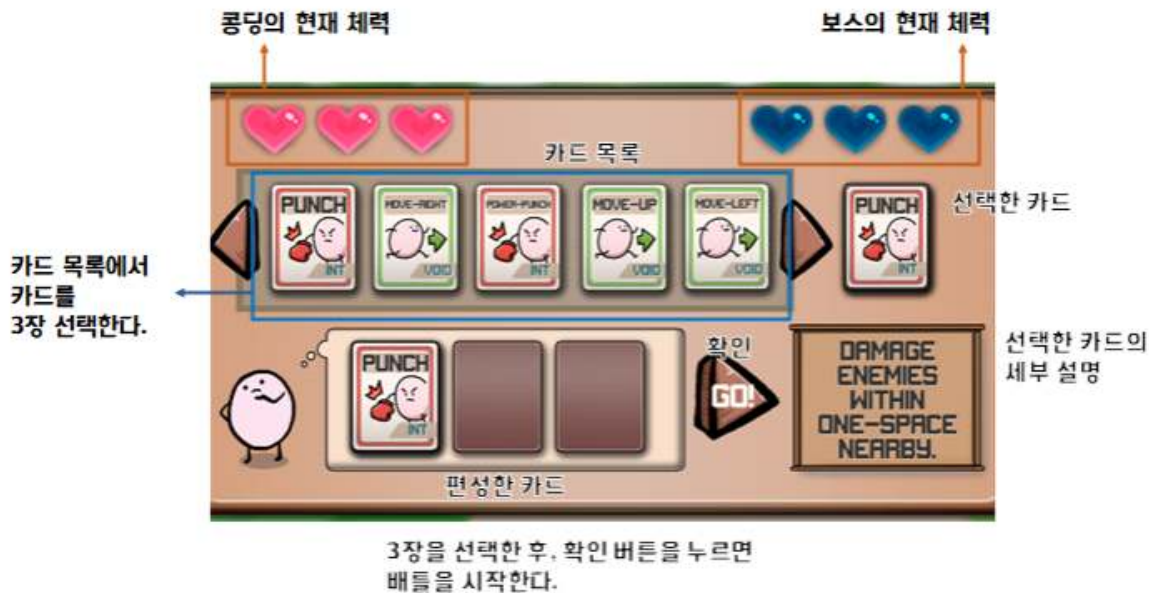 콩딩의 현재 체력
보스의 현재 체력
카드 목록
PUNCH
INT
MOVE-RIGHT
VOID
POWER-PUNCH
INT
MOVE-UP
VOID
MOVE-LEFT
VOID
PUNCH
INT
선택한 카드
카드 목록에서
카드를
3장 선택한다.
PUNCH
INT
확인
GO!
DAMAGE
ENEMIES
WITHIN
ONE-SPACE
NEARBY.
선택한 카드의
세부 설명
편성한 카드
3장을 선택한 후, 확인 버튼을 누르면
배틀을 시작한다.